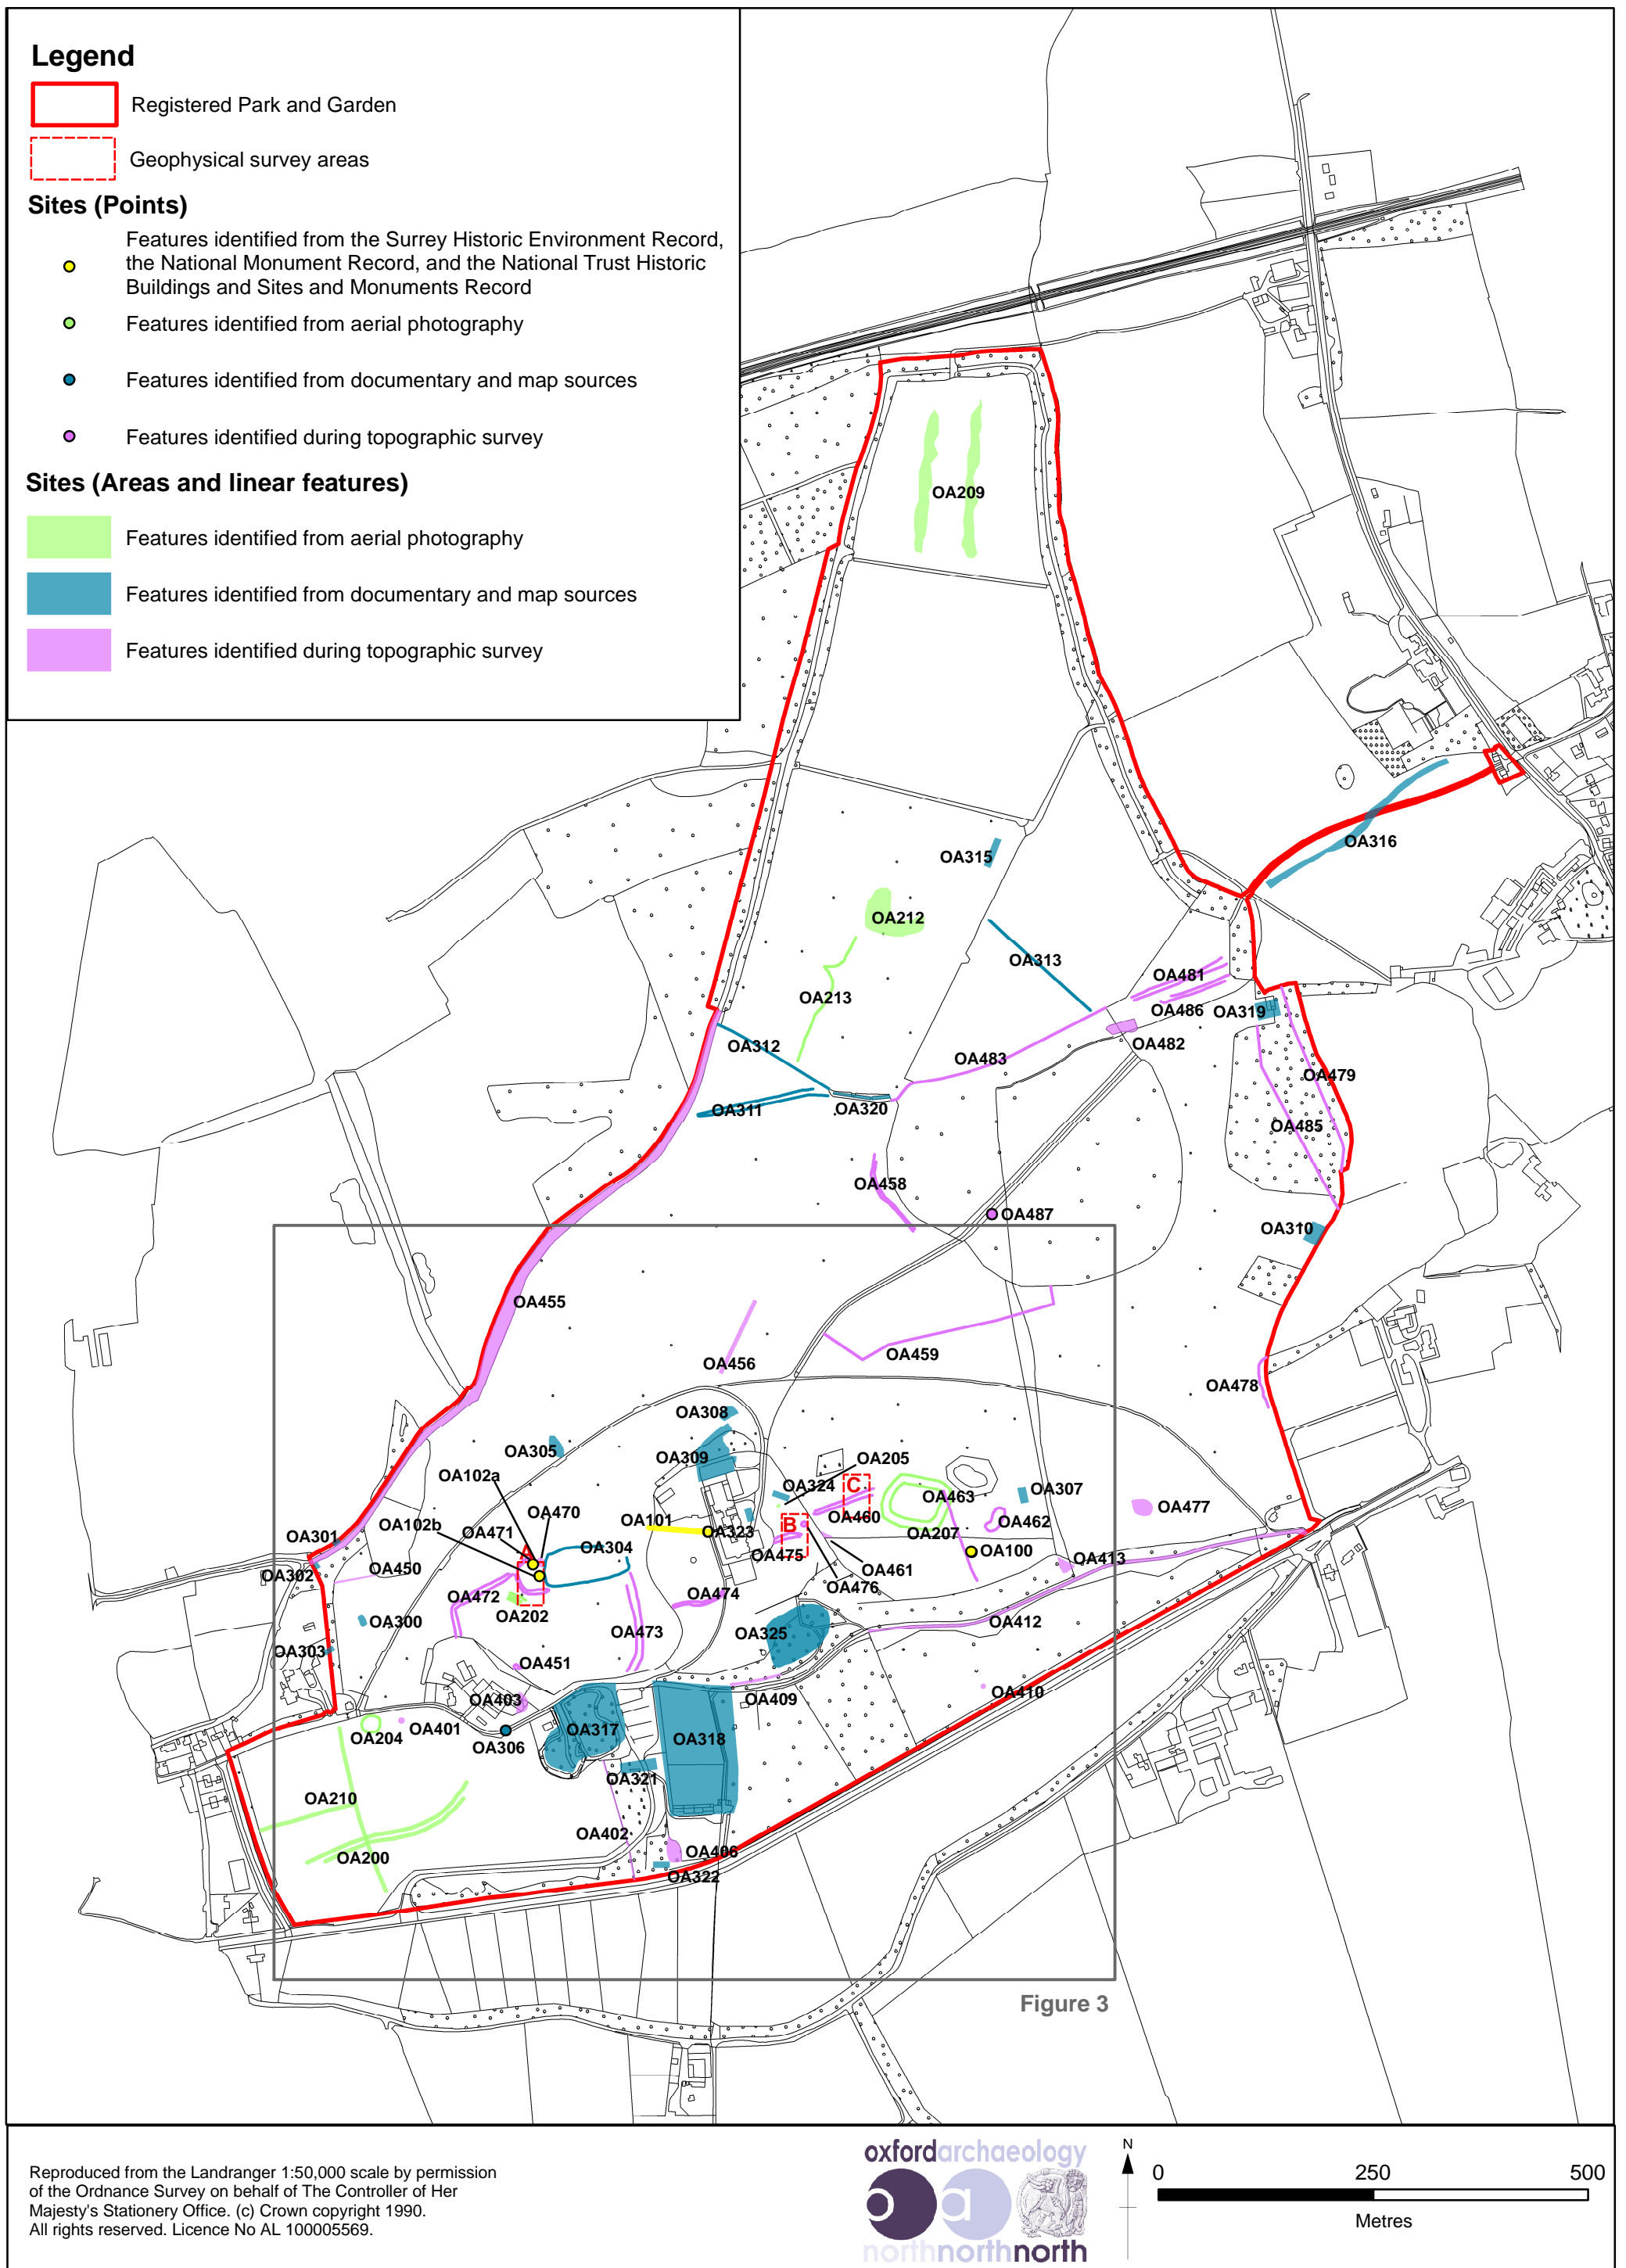 Legend
Registered Park and Garden
Geophysical survey areas
Sites (Points)
Features identified from the Surrey Historic Environment Record,
the National Monument Record, and the National Trust Historic
Buildings and Sites and Monuments Record
Features identified from aerial photography
Features identified from documentary and map sources
Features identified during topographic survey
Sites (Areas and linear features)
Features identified from aerial photography
Features identified from documentary and map sources
Features identified during topographic survey
OA209
OA316
OA315
OA212
OA313
OA481
OA213
OA486
OA319
OA312
OA482
OA483
OA479
OA311
OA320
OA485
OA458
OA487
OA310
OA455
OA459
OA456
OA478
OA308
OA305
OA309
OA205
OA102a
OA324
C
OA463
OA307
OA477
OA470
OA102b
OA471
OA101
OA323
B
OA460
OA207
OA462
OA301
A
OA304
OA475
OA100
OA413
OA302
OA450
OA461
OA476
OA472
OA474
OA202
OA300
OA473
OA325
OA412
OA303
OA451
OA403
OA409
OA410
OA204
OA401
OA306
OA317
OA318
OA321
OA210
OA402
OA200
OA406
OA322
Figure 3
Reproduced from the Landranger 1:50,000 scale by permission
of the Ordnance Survey on behalf of The Controller of Her
Majesty's Stationery Office. (c) Crown copyright 1990.
All rights reserved. Licence No AL 100005569.
oxfordarchaeology
oa
northnorthnorth
N
0 250 500
Metres